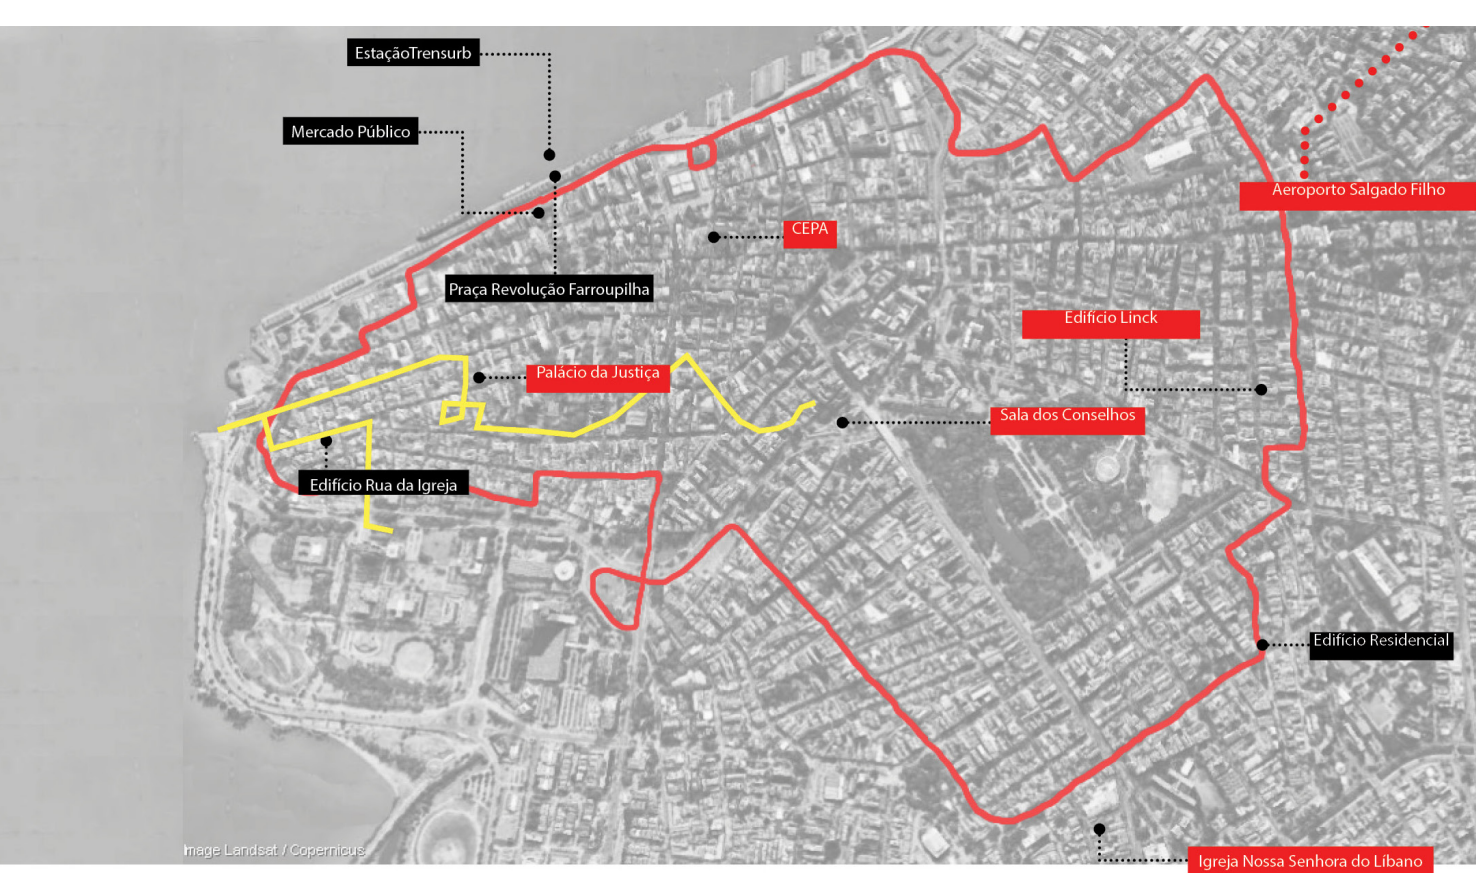 EstaçãoTrensurb
Mercado Público
Aeroporto Salgado Filho
CEPA
Praça Revolução Farroupilha
Edifício Linck
Palácio da Justiça
Sala dos Conselhos
Edifício Rua da Igreja
Edifício Residencial
Image Landsat / Copernicus
Igreja Nossa Senhora do Líbano